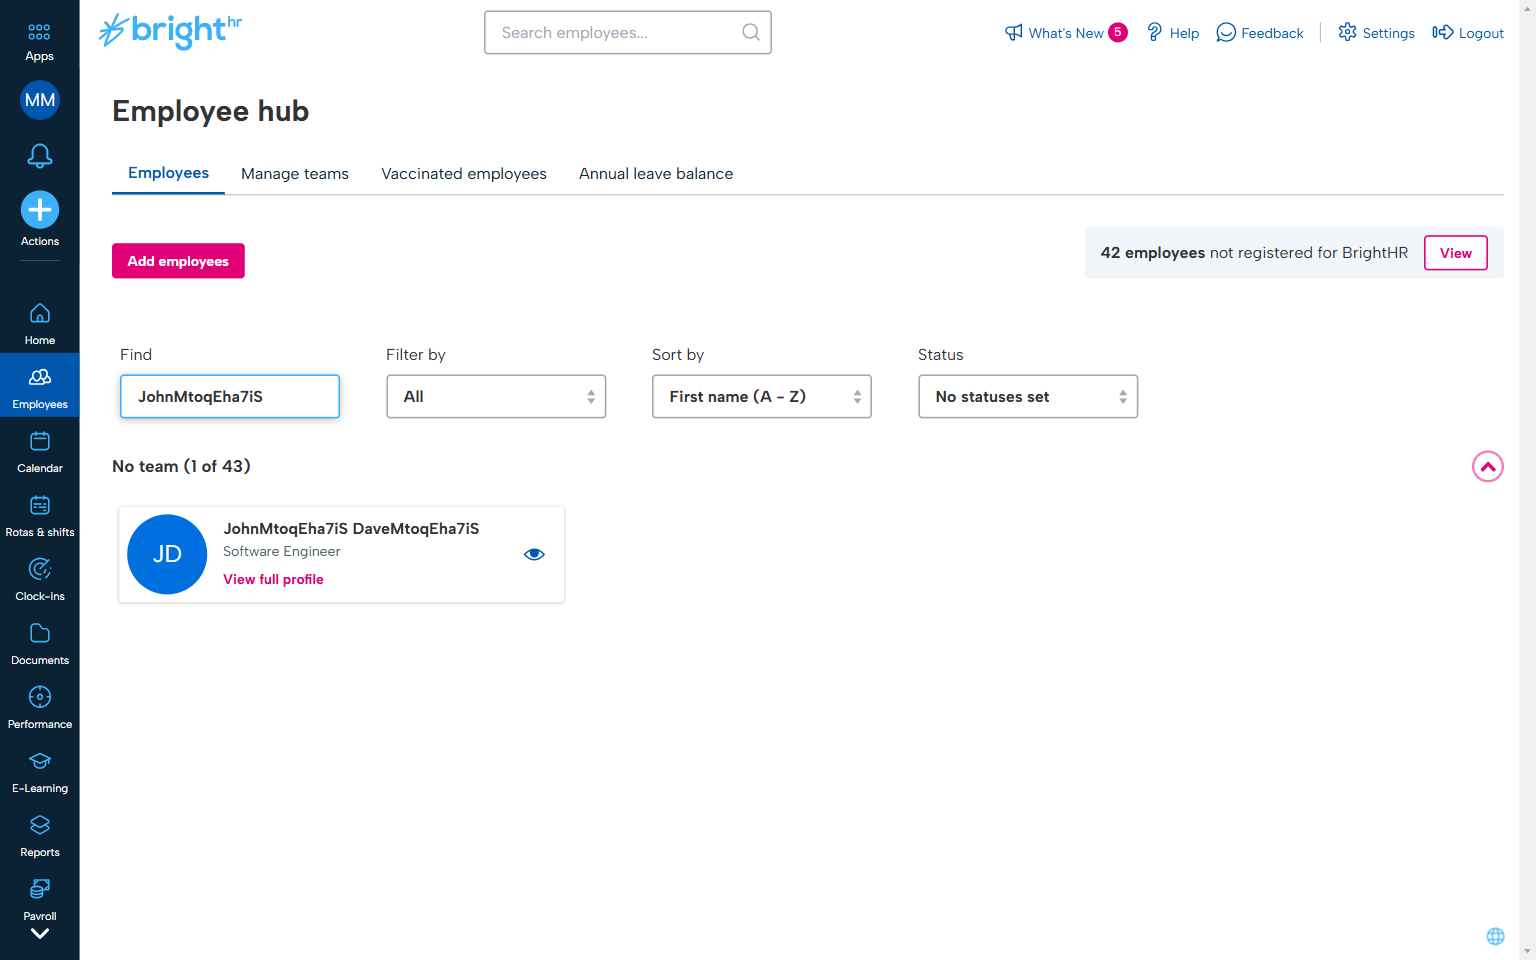 Apps
MM
Actions
Home
Employees
Calendar
Rotas & shifts
Clock-ins
Documents
Performance
E-Learning
Reports
Payroll
bright hr
Search employees...
What's New 5
Help
Feedback
Settings
Logout
Employee hub
Employees
Manage teams
Vaccinated employees
Annual leave balance
Add employees
42 employees not registered for BrightHR
View
Find
Filter by
Sort by
Status
JohnMtoqEha7iS
All
First name (A - Z)
No statuses set
No team (1 of 43)
JD
JohnMtoqEha7iS DaveMtoqEha7iS
Software Engineer
View full profile